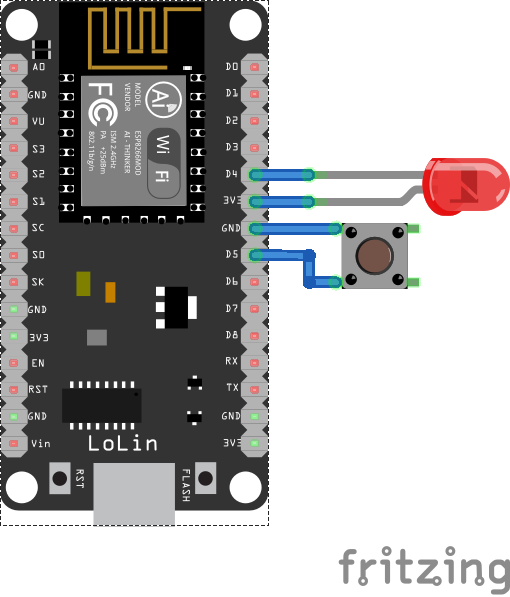 A0
GND
VU
S3
S2
S1
SC
SO
SK
GND
3V3
EN
RST
GND
Vin
D0
D1
D2
D3
D4
3V3
GND
D5
D6
D7
D8
RX
TX
GND
3V3
MODEL ESP8266MOD
VENDOR AI-THINKER
ISM 2.4GHz
PA +25dBm
802.11b/g/n
FC
Ai
Wi
Fi
LoLin
RST
FLASH
fritzing